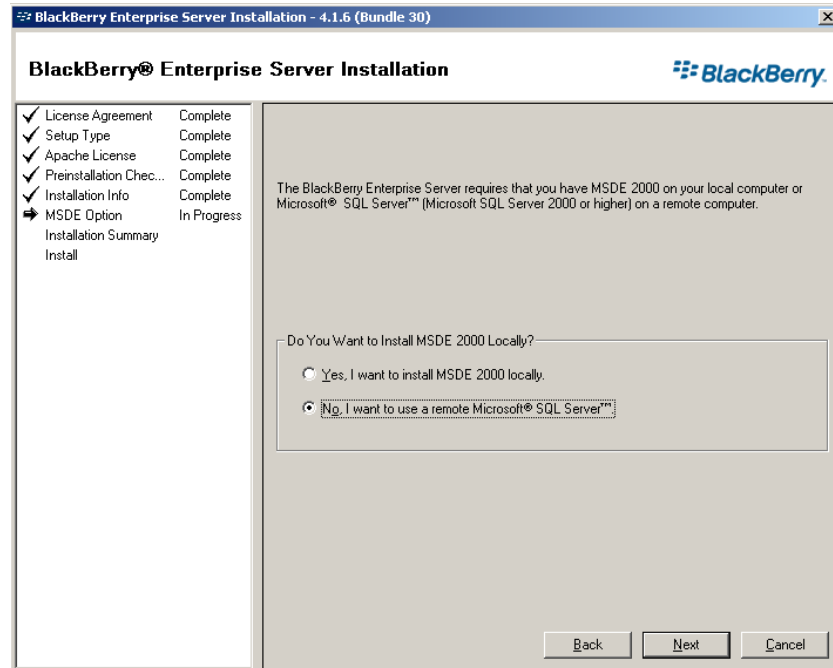 BlackBerry Enterprise Server Installation - 4.1.6 (Bundle 30)
BlackBerry® Enterprise Server Installation
BlackBerry.
License Agreement Complete
Setup Type Complete
Apache License Complete
Preinstallation Chec... Complete
Installation Info Complete
MSDE Option In Progress
Installation Summary
Install
The BlackBerry Enterprise Server requires that you have MSDE 2000 on your local computer or
Microsoft® SQL Server™ (Microsoft SQL Server 2000 or higher) on a remote computer.
Do You Want to Install MSDE 2000 Locally?
Yes, I want to install MSDE 2000 locally.
No, I want to use a remote Microsoft® SQL Server™.
Back Next Cancel